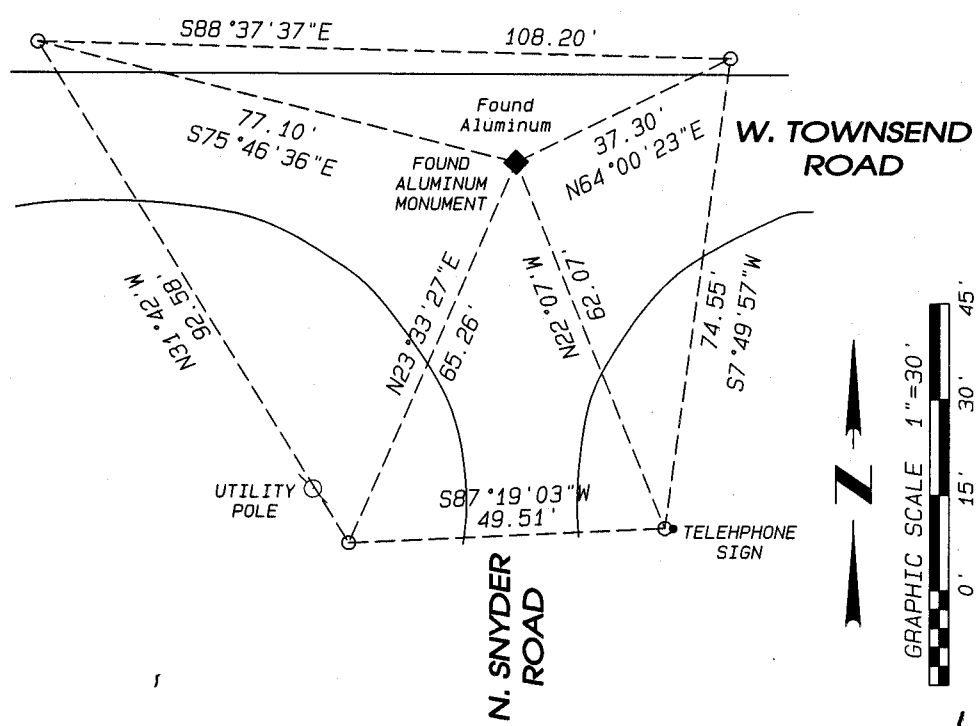 S88°37'37"E
108.20'
77.10'
S75°46'36"E
Found
Aluminum
37.30'
N64°00'23"E
W. TOWNSEND
ROAD
FOUND
ALUMINUM
MONUMENT
N31°42'W
92.58'
N23°33'27"E
65.26'
N22°07'W
62.07'
74.55'
S7°49'57"W
UTILITY
POLE
S87°19'03"W
49.51'
TELEHPHONE
SIGN
N. SNYDER
ROAD
N
GRAPHIC SCALE 1"=30'
0' 15' 30' 45'